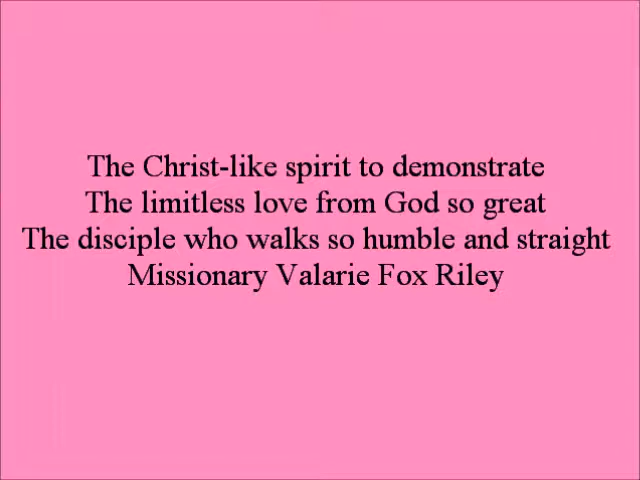 The Christ-like spirit to demonstrate
The limitless love from God so great
The disciple who walks so humble and straight
Missionary Valarie Fox Riley